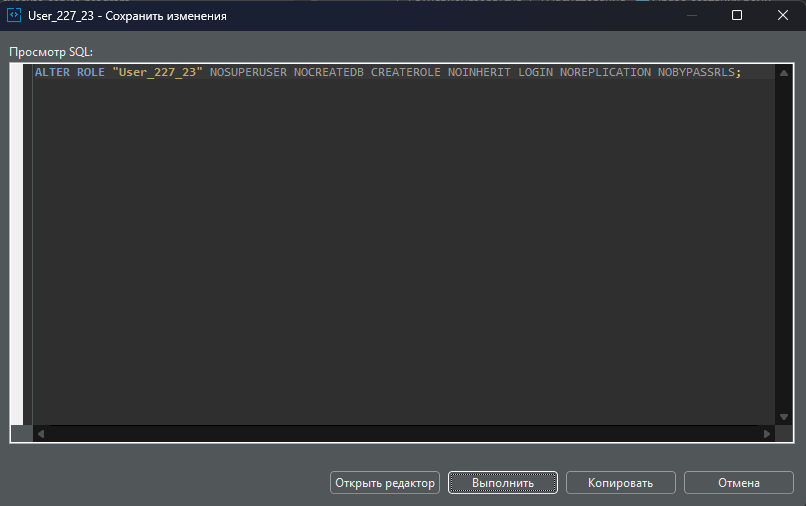 User_227_23 - Сохранить изменения
Просмотр SQL:
ALTER ROLE "User_227_23" NOSUPERUSER NOCREATEDB CREATEROLE NOINHERIT LOGIN NOREPLICATION NOBYPASSRLS;
Открыть редактор Выполнить Копировать Отмена